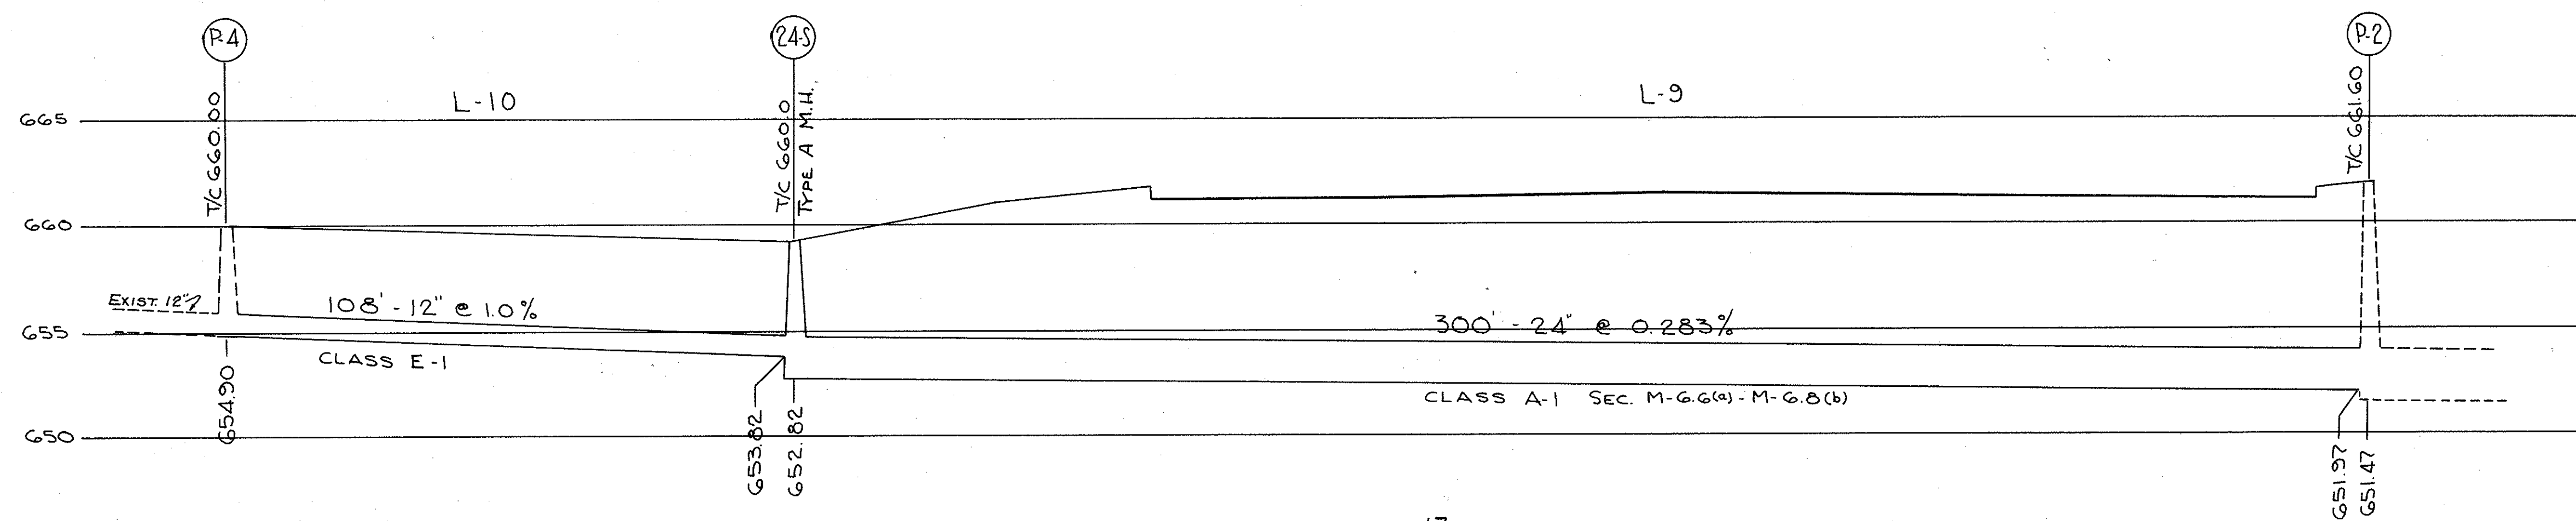 P-4
24-S
P-2
T/C 660.00
L-10
T/C 660.0
TYPE A M.H.
L-9
T/C 661.60
665
660
EXIST. 12"
108' - 12" @ 1.0%
655
300' - 24" @ 0.283%
CLASS E-1
CLASS A-1 SEC. M-6.6(a) - M-6.8(b)
654.90
653.82
652.82
651.97
651.47
650